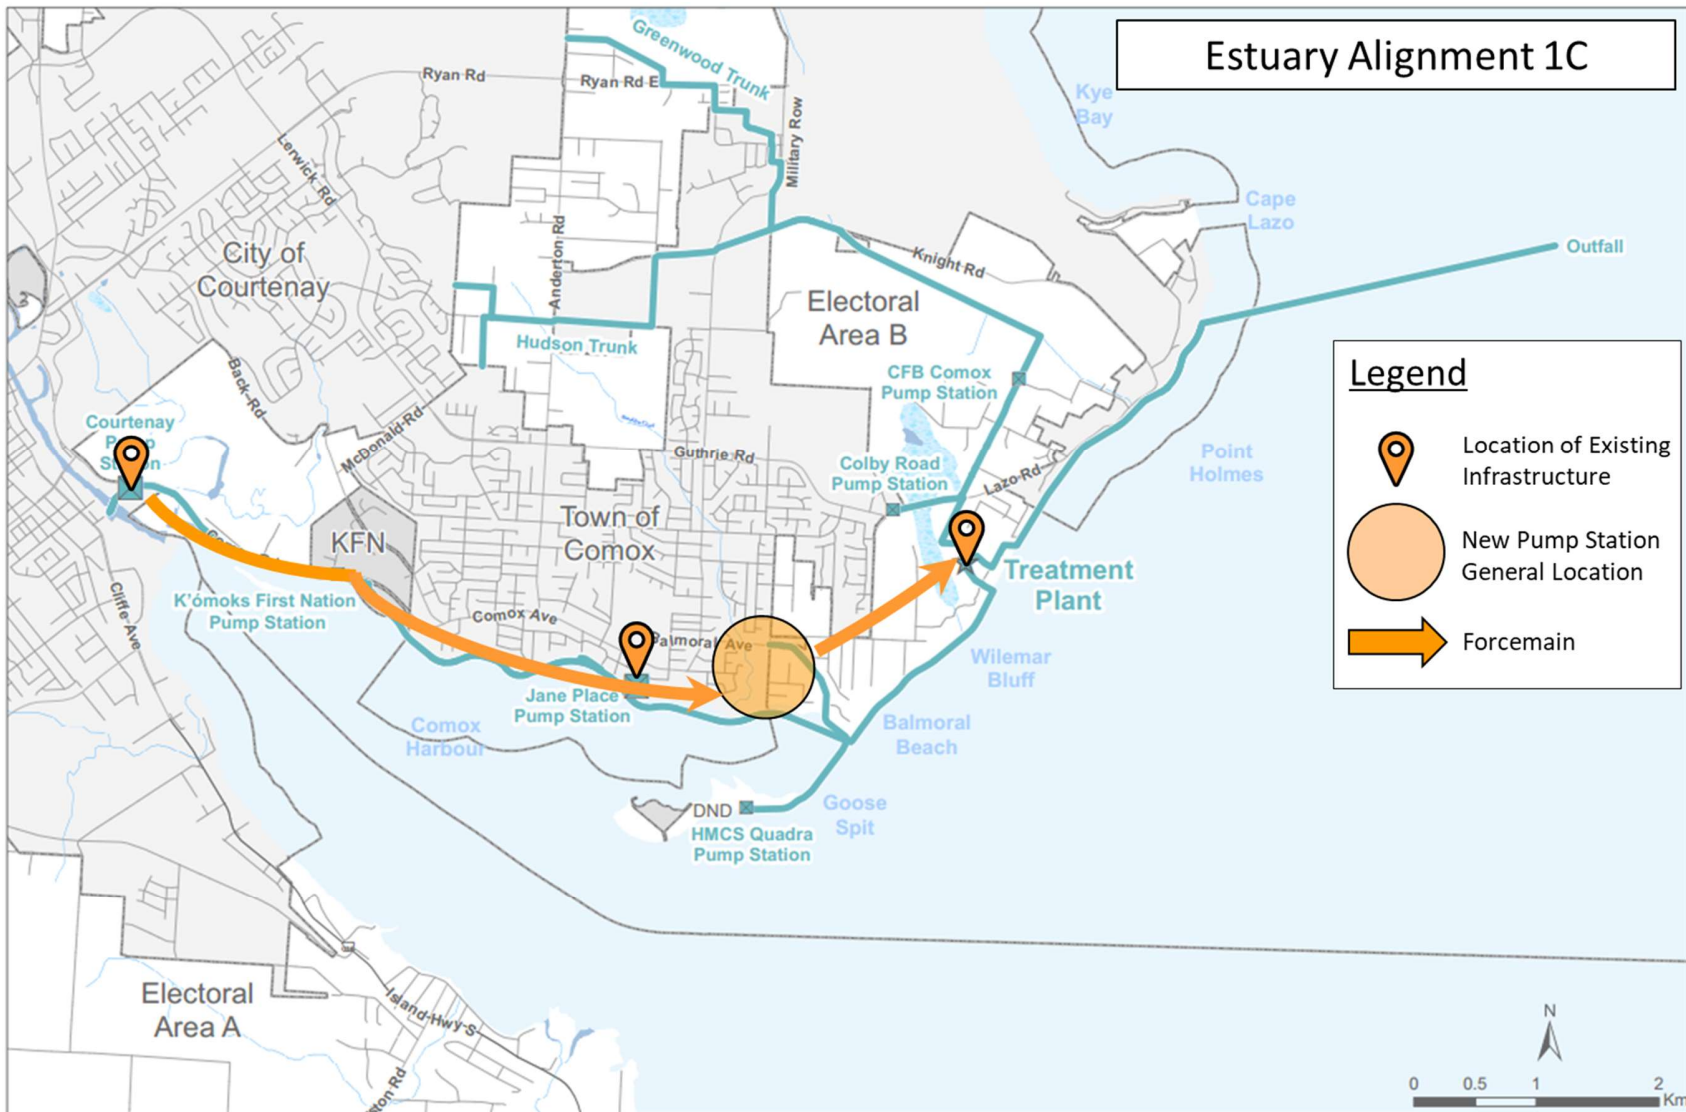 Estuary Alignment 1C
Greenwood Trunk
Ryan Rd
Ryan Rd E
Military Row
Kye
Bay
Lerwick Rd
Cape
Lazo
City of
Courtenay
Anderton Rd
Knight Rd
Outfall
Electoral
Area B
Hudson Trunk
Back Rd
CFB Comox
Pump Station
Legend
Courtenay
McDonald Rd
Guthrie Rd
Colby Road
Pump Station
Lazo Rd
Point
Holmes
Location of Existing
Infrastructure
Town of
Comox
KFN
New Pump Station
General Location
Treatment
Plant
Cliffe Ave
K'ómoks First Nation
Pump Station
Comox Ave
Balmoral Ave
Forcemain
Wilemar
Bluff
Jane Place
Pump Station
Comox
Harbour
Balmoral
Beach
DND
Goose
Spit
HMCS Quadra
Pump Station
Electoral
Area A
Island Hwy S
N
0 0.5 1 2
Km